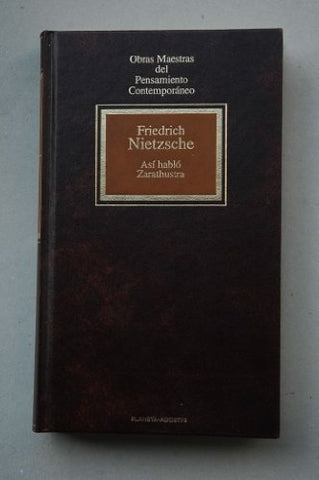 Obras Maestras
del
Pensamiento
Contemporáneo
Friedrich
Nietzsche
Así habló
Zarathustra
PLANETA-AGOSTINI